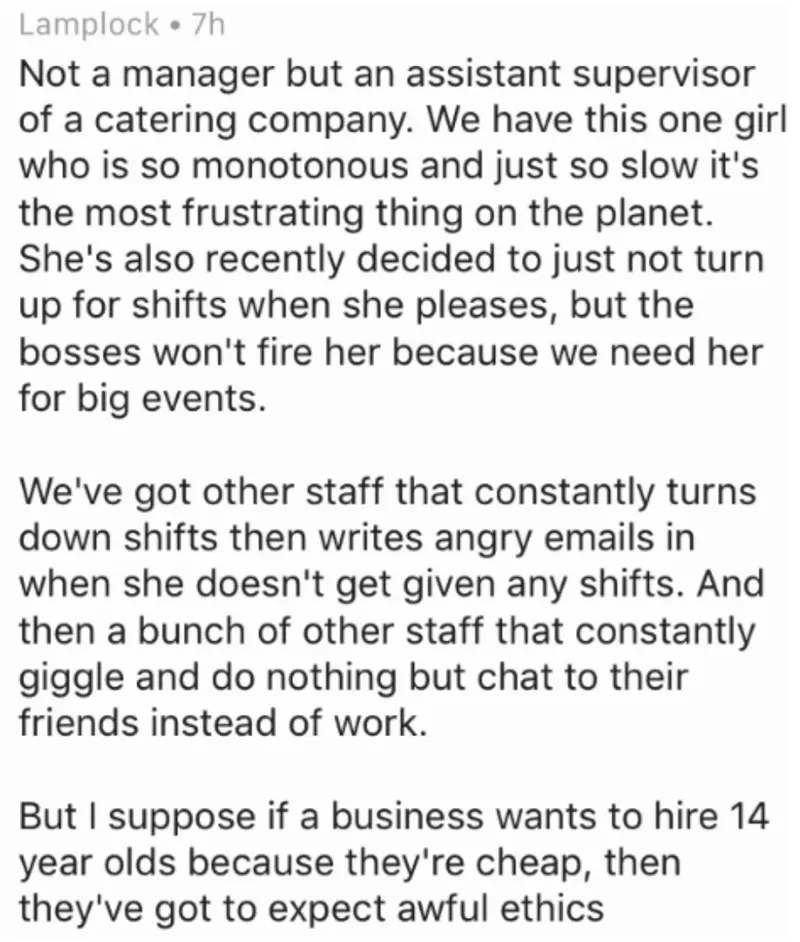 Lamplock • 7h
Not a manager but an assistant supervisor
of a catering company. We have this one girl
who is so monotonous and just so slow it's
the most frustrating thing on the planet.
She's also recently decided to just not turn
up for shifts when she pleases, but the
bosses won't fire her because we need her
for big events.
We've got other staff that constantly turns
down shifts then writes angry emails in
when she doesn't get given any shifts. And
then a bunch of other staff that constantly
giggle and do nothing but chat to their
friends instead of work.
But I suppose if a business wants to hire 14
year olds because they're cheap, then
they've got to expect awful ethics